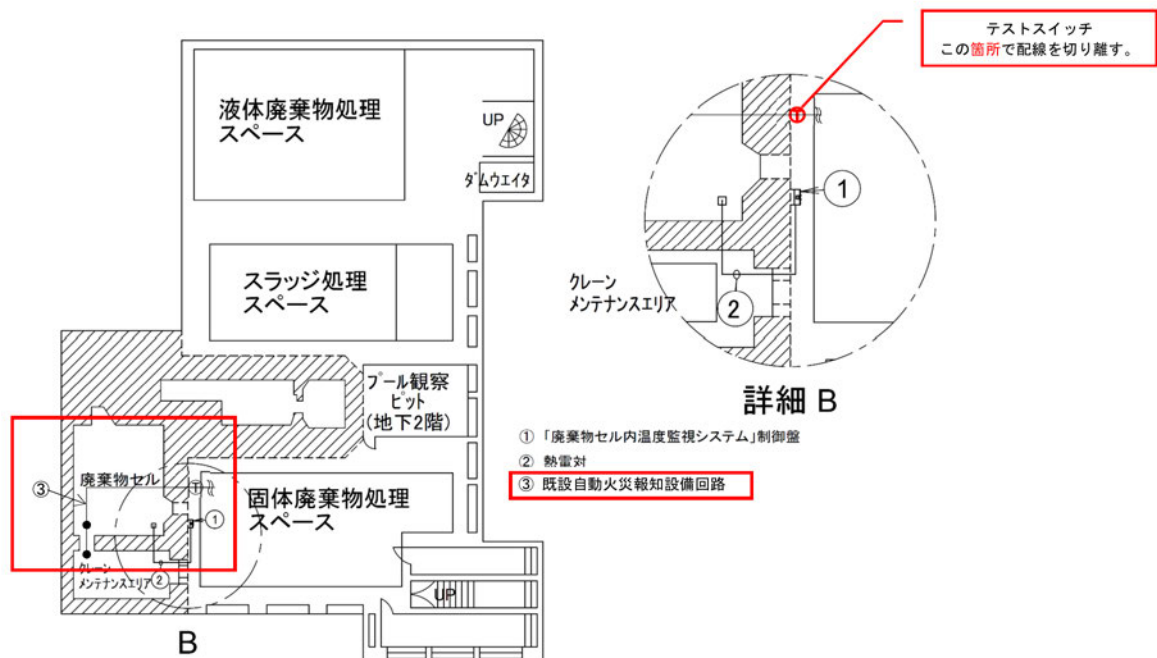 テストスイッチ
この箇所で配線を切り離す。
液体廃棄物処理
スペース
UP
ダムウエイタ
スラッジ処理
スペース
プール観察
ピット
(地下2階)
廃棄物セル
③
固体廃棄物処理
スペース
①
クレーン
メンテナンスエリア
②
UP
B
T
①
クレーン
メンテナンスエリア
②
詳細 B
① 「廃棄物セル内温度監視システム」制御盤
② 熱電対
③ 既設自動火災報知設備回路